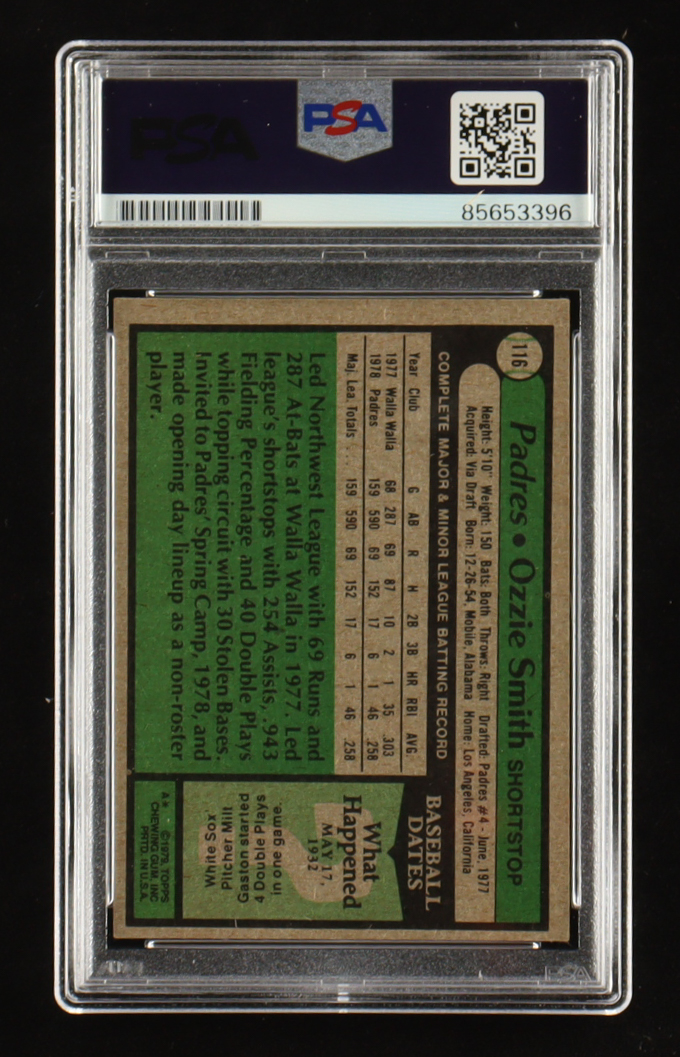 PSA
PSA
85653396
116
Padres • Ozzie Smith SHORTSTOP
Height: 5'10" Weight: 150 Bats: Both Throws: Right Drafted: Padres #4 - June, 1977
Acquired: Via Draft Born: 12-26-54, Mobile, Alabama Home: Los Angeles, California
COMPLETE MAJOR & MINOR LEAGUE BATTING RECORD
Year Club G AB R H 2B 3B HR RBI AVG.
1977 Walla Walla 68 287 69 87 10 2 1 35 .303
1978 Padres 159 590 69 152 17 6 1 46 .258
Maj. Lea. Totals 159 590 69 152 17 6 1 46 .258
Led Northwest League with 69 Runs and
287 At-Bats at Walla Walla in 1977. Led
league's shortstops with 254 Assists, .943
Fielding Percentage and 40 Double Plays
while topping circuit with 30 Stolen Bases.
Invited to Padres' Spring Camp, 1978, and
made opening day lineup as a non-roster
player.
BASEBALL
DATES
What
Happened
MAY 17,
1932
?
White Sox'
Pitcher Milt
Gaston started
4 Double Plays
in one game.
A* ©1979 TOPPS
CHEWING GUM, INC.
PRTD. IN U.S.A.
PSA